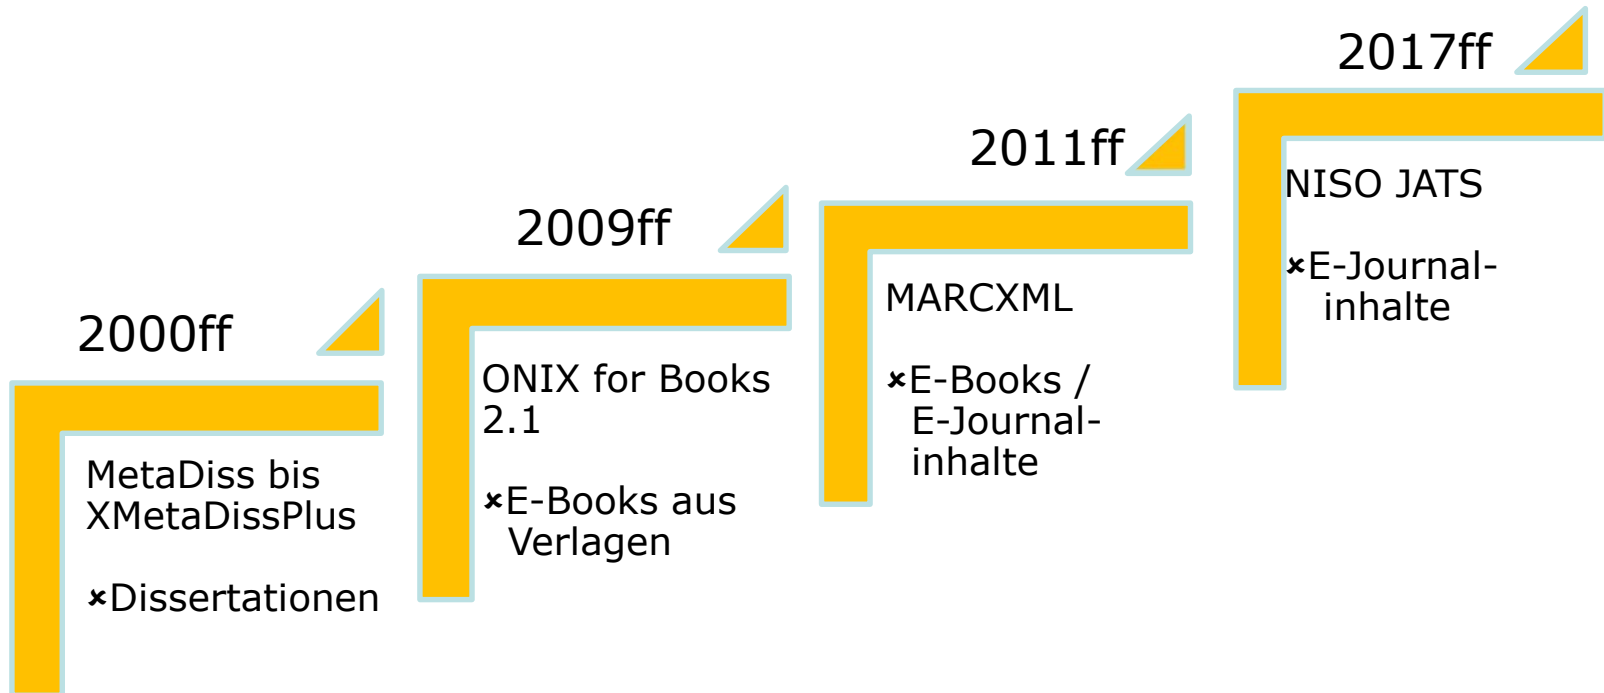 2000ff
MetaDiss bis
XMetaDissPlus
×Dissertationen
2009ff
ONIX for Books
2.1
×E-Books aus
Verlagen
2011ff
MARCXML
×E-Books /
E-Journal-
inhalte
2017ff
NISO JATS
×E-Journal-
inhalte